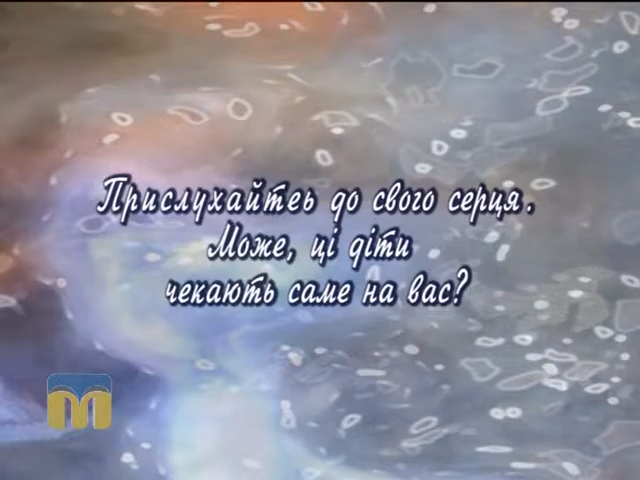 Прислухайтеь до свого серця.
Може, ці діти
чекають саме на вас?
м